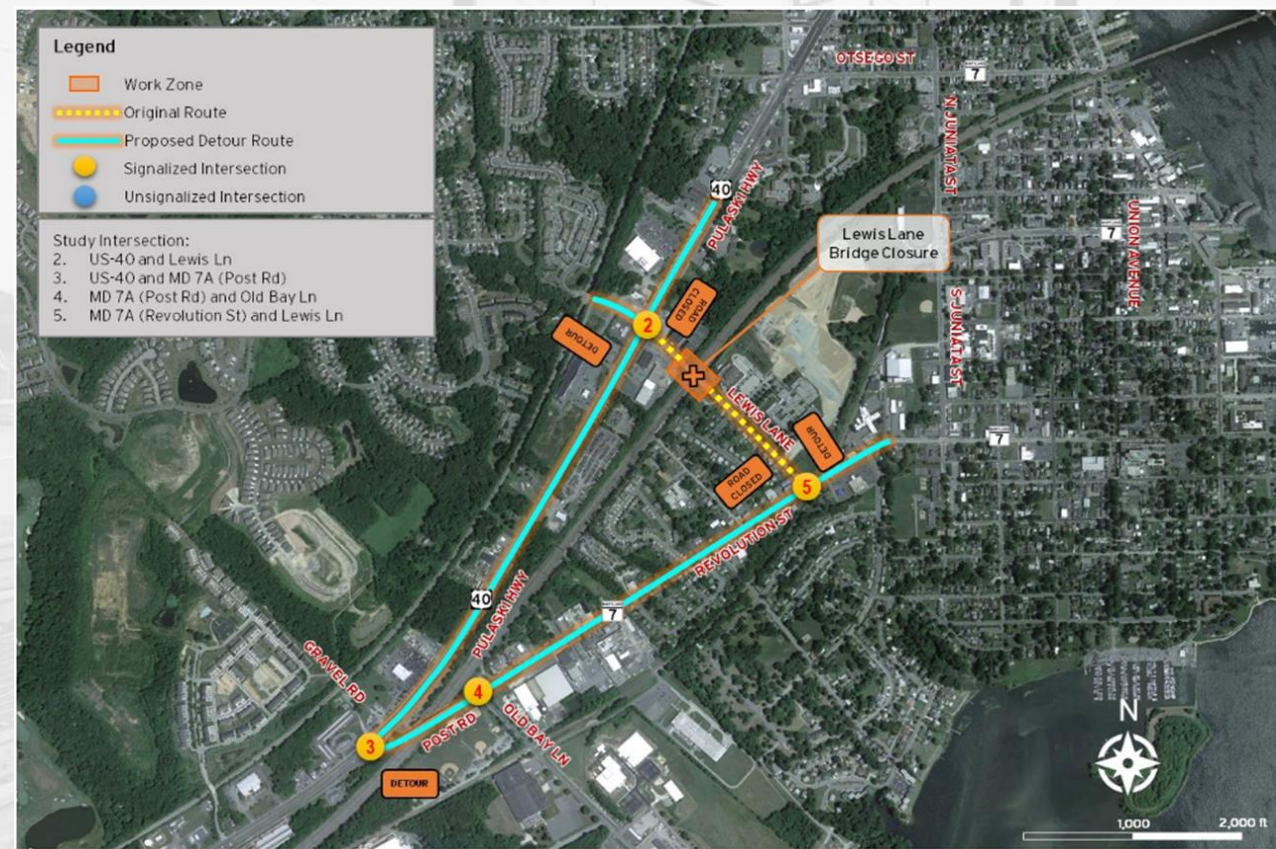 Legend
Work Zone
Original Route
Proposed Detour Route
Signalized Intersection
Unsignalized Intersection
Study Intersection:
2. US-40 and Lewis Ln
3. US-40 and MD 7A (Post Rd)
4. MD 7A (Post Rd) and Old Bay Ln
5. MD 7A (Revolution St) and Lewis Ln
OTSEGO ST
7
N JUNIATA ST
40
PULASKI HWY
UNION AVENUE
7
Lewis Lane
Bridge Closure
ROAD
CLOSED
2
DETOUR
S JUNIATA ST
LEWIS LANE
DETOUR
7
ROAD
CLOSED
5
REVOLUTION ST
40
PULASKI HWY
7
GRAVEL RD
4
POST RD
OLD BAY LN
3
DETOUR
N
1,000
2,000 ft